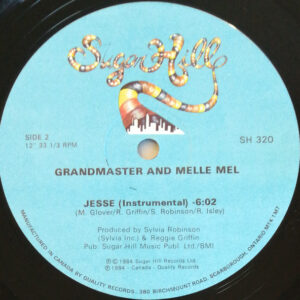 Sugar Hill
SIDE 2
12" 33 1/3 RPM
SH 320
GRANDMASTER AND MELLE MEL
JESSE (Instrumental) -6:02
(M. Glover/R. Griffin/S. Robinson/R. Isley)
Produced by Sylvia Robinson
(Sylvia Inc.) & Reggie Griffin
Pub: Sugar Hill Music Publ. Ltd./BMI
℗ © 1984 Sugar Hill Records Ltd
℗ 1984 - Canada - Quality Records
MANUFACTURED IN CANADA BY QUALITY RECORDS, 380 BIRCHMOUNT ROAD, SCARBOROUGH, ONTARIO M1K 1M7